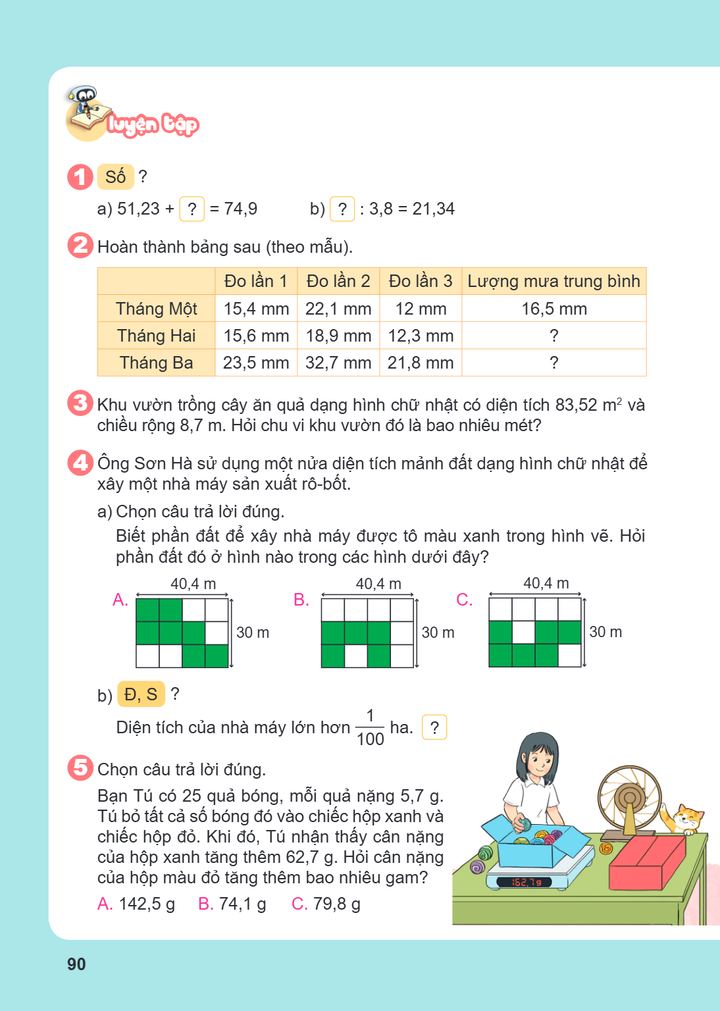 luyện tập
1 Số ?
a) 51,23 + ? = 74,9 b) ? : 3,8 = 21,34
2 Hoàn thành bảng sau (theo mẫu).
Đo lần 1 Đo lần 2 Đo lần 3 Lượng mưa trung bình
Tháng Một 15,4 mm 22,1 mm 12 mm 16,5 mm
Tháng Hai 15,6 mm 18,9 mm 12,3 mm ?
Tháng Ba 23,5 mm 32,7 mm 21,8 mm ?
3 Khu vườn trồng cây ăn quả dạng hình chữ nhật có diện tích 83,52 m² và
chiều rộng 8,7 m. Hỏi chu vi khu vườn đó là bao nhiêu mét?
4 Ông Sơn Hà sử dụng một nửa diện tích mảnh đất dạng hình chữ nhật để
xây một nhà máy sản xuất rô-bốt.
a) Chọn câu trả lời đúng.
Biết phần đất để xây nhà máy được tô màu xanh trong hình vẽ. Hỏi
phần đất đó ở hình nào trong các hình dưới đây?
40,4 m 40,4 m 40,4 m
A. B. C.
30 m 30 m 30 m
b) Đ, S ?
Diện tích của nhà máy lớn hơn 1/100 ha. ?
5 Chọn câu trả lời đúng.
Bạn Tú có 25 quả bóng, mỗi quả nặng 5,7 g.
Tú bỏ tất cả số bóng đó vào chiếc hộp xanh và
chiếc hộp đỏ. Khi đó, Tú nhận thấy cân nặng
của hộp xanh tăng thêm 62,7 g. Hỏi cân nặng
của hộp màu đỏ tăng thêm bao nhiêu gam?
A. 142,5 g B. 74,1 g C. 79,8 g
162,7g
90